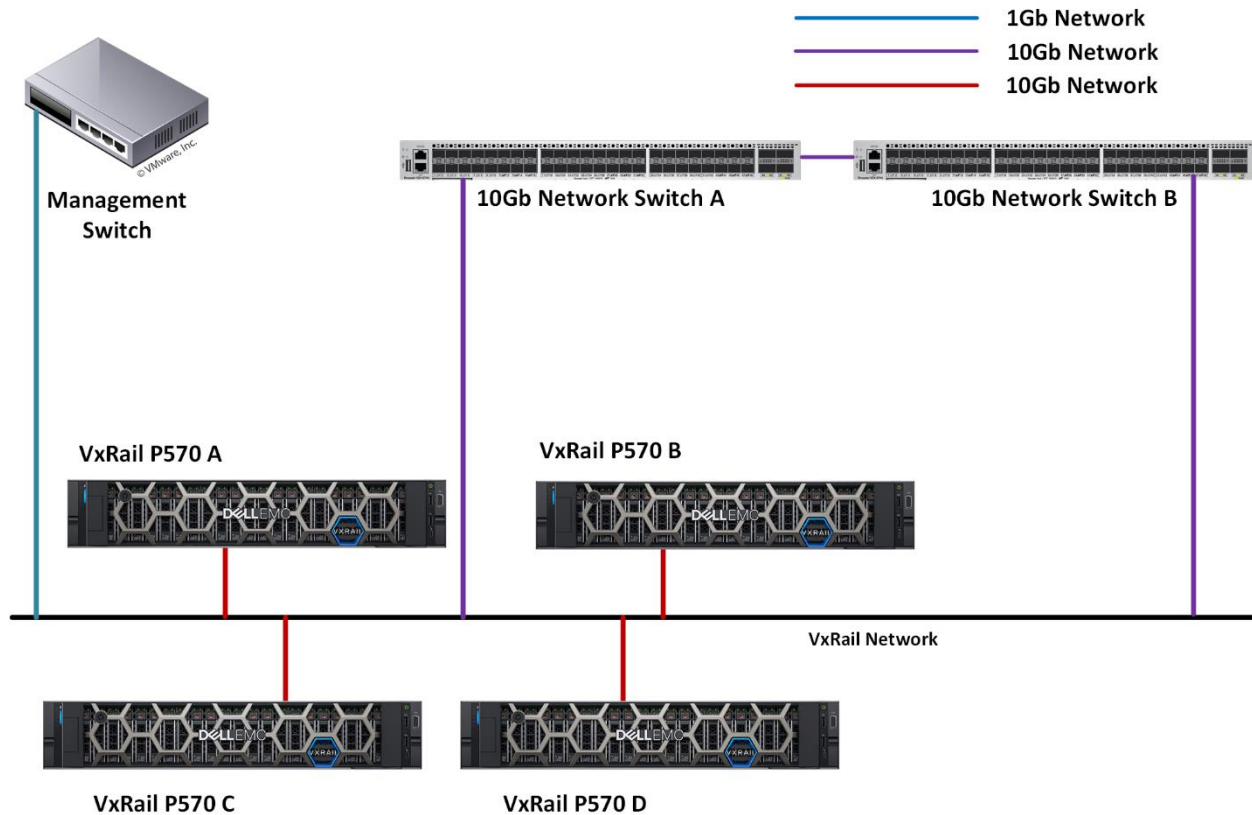 1Gb Network
10Gb Network
10Gb Network
© VMware, Inc.
Management
Switch
10Gb Network Switch A
10Gb Network Switch B
VxRail P570 A
VxRail P570 B
DELLEMC
VXRAIL
DELLEMC
VXRAIL
VxRail Network
DELLEMC
VXRAIL
DELLEMC
VXRAIL
VxRail P570 C
VxRail P570 D